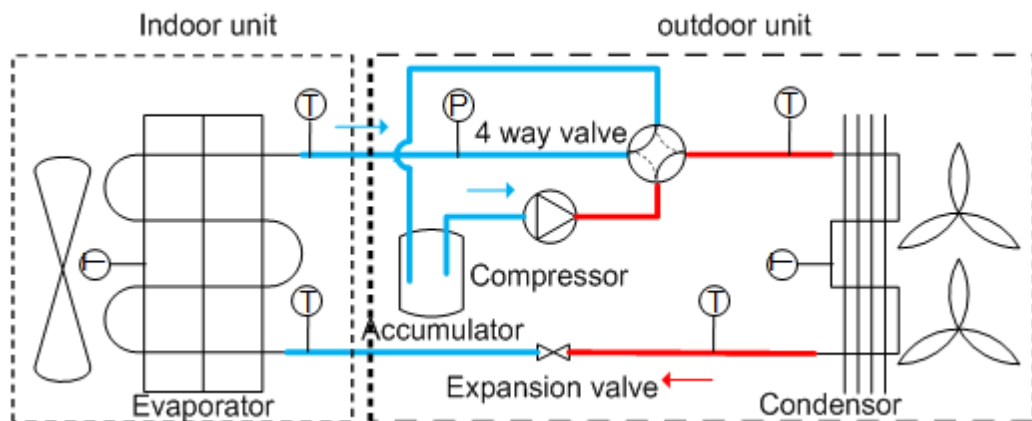 Indoor unit
outdoor unit
T
P
T
4 way valve
T
T
Compressor
T
T
Accumulator
Expansion valve
Evaporator
Condensor